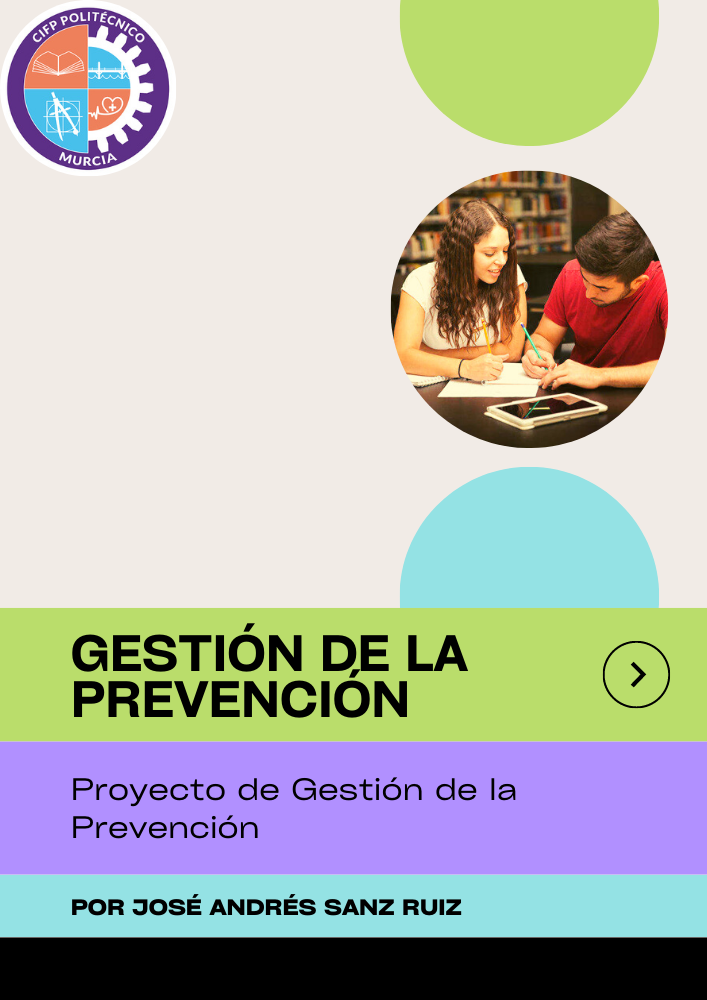 CIFP POLITÉCNICO
MURCIA
GESTIÓN DE LA
PREVENCIÓN
Proyecto de Gestión de la
Prevención
POR JOSÉ ANDRÉS SANZ RUIZ